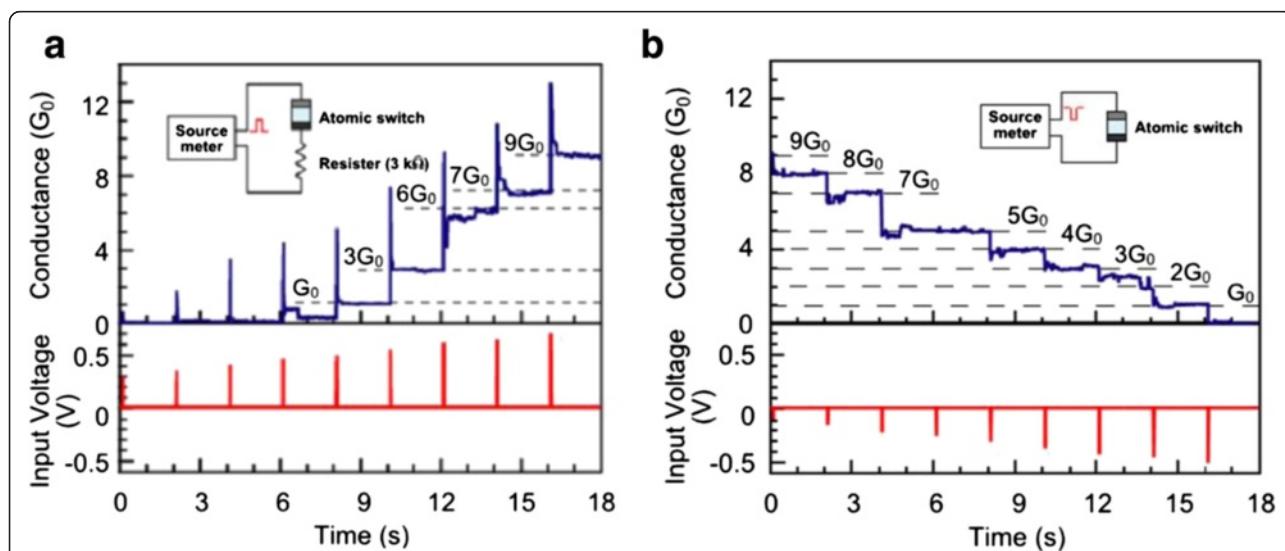 a
Conductance (G0)
12
8
4
0
Source
meter
Atomic switch
Resister (3 kΩ)
G0
3G0
6G0
7G0
9G0
Input Voltage
(V)
0.5
0
-0.5
0 3 6 9 12 15 18
Time (s)
b
Conductance (G0)
12
8
4
0
Source
meter
Atomic switch
9G0
8G0
7G0
5G0
4G0
3G0
2G0
G0
Input Voltage
(V)
0.5
0
-0.5
0 3 6 9 12 15 18
Time (s)